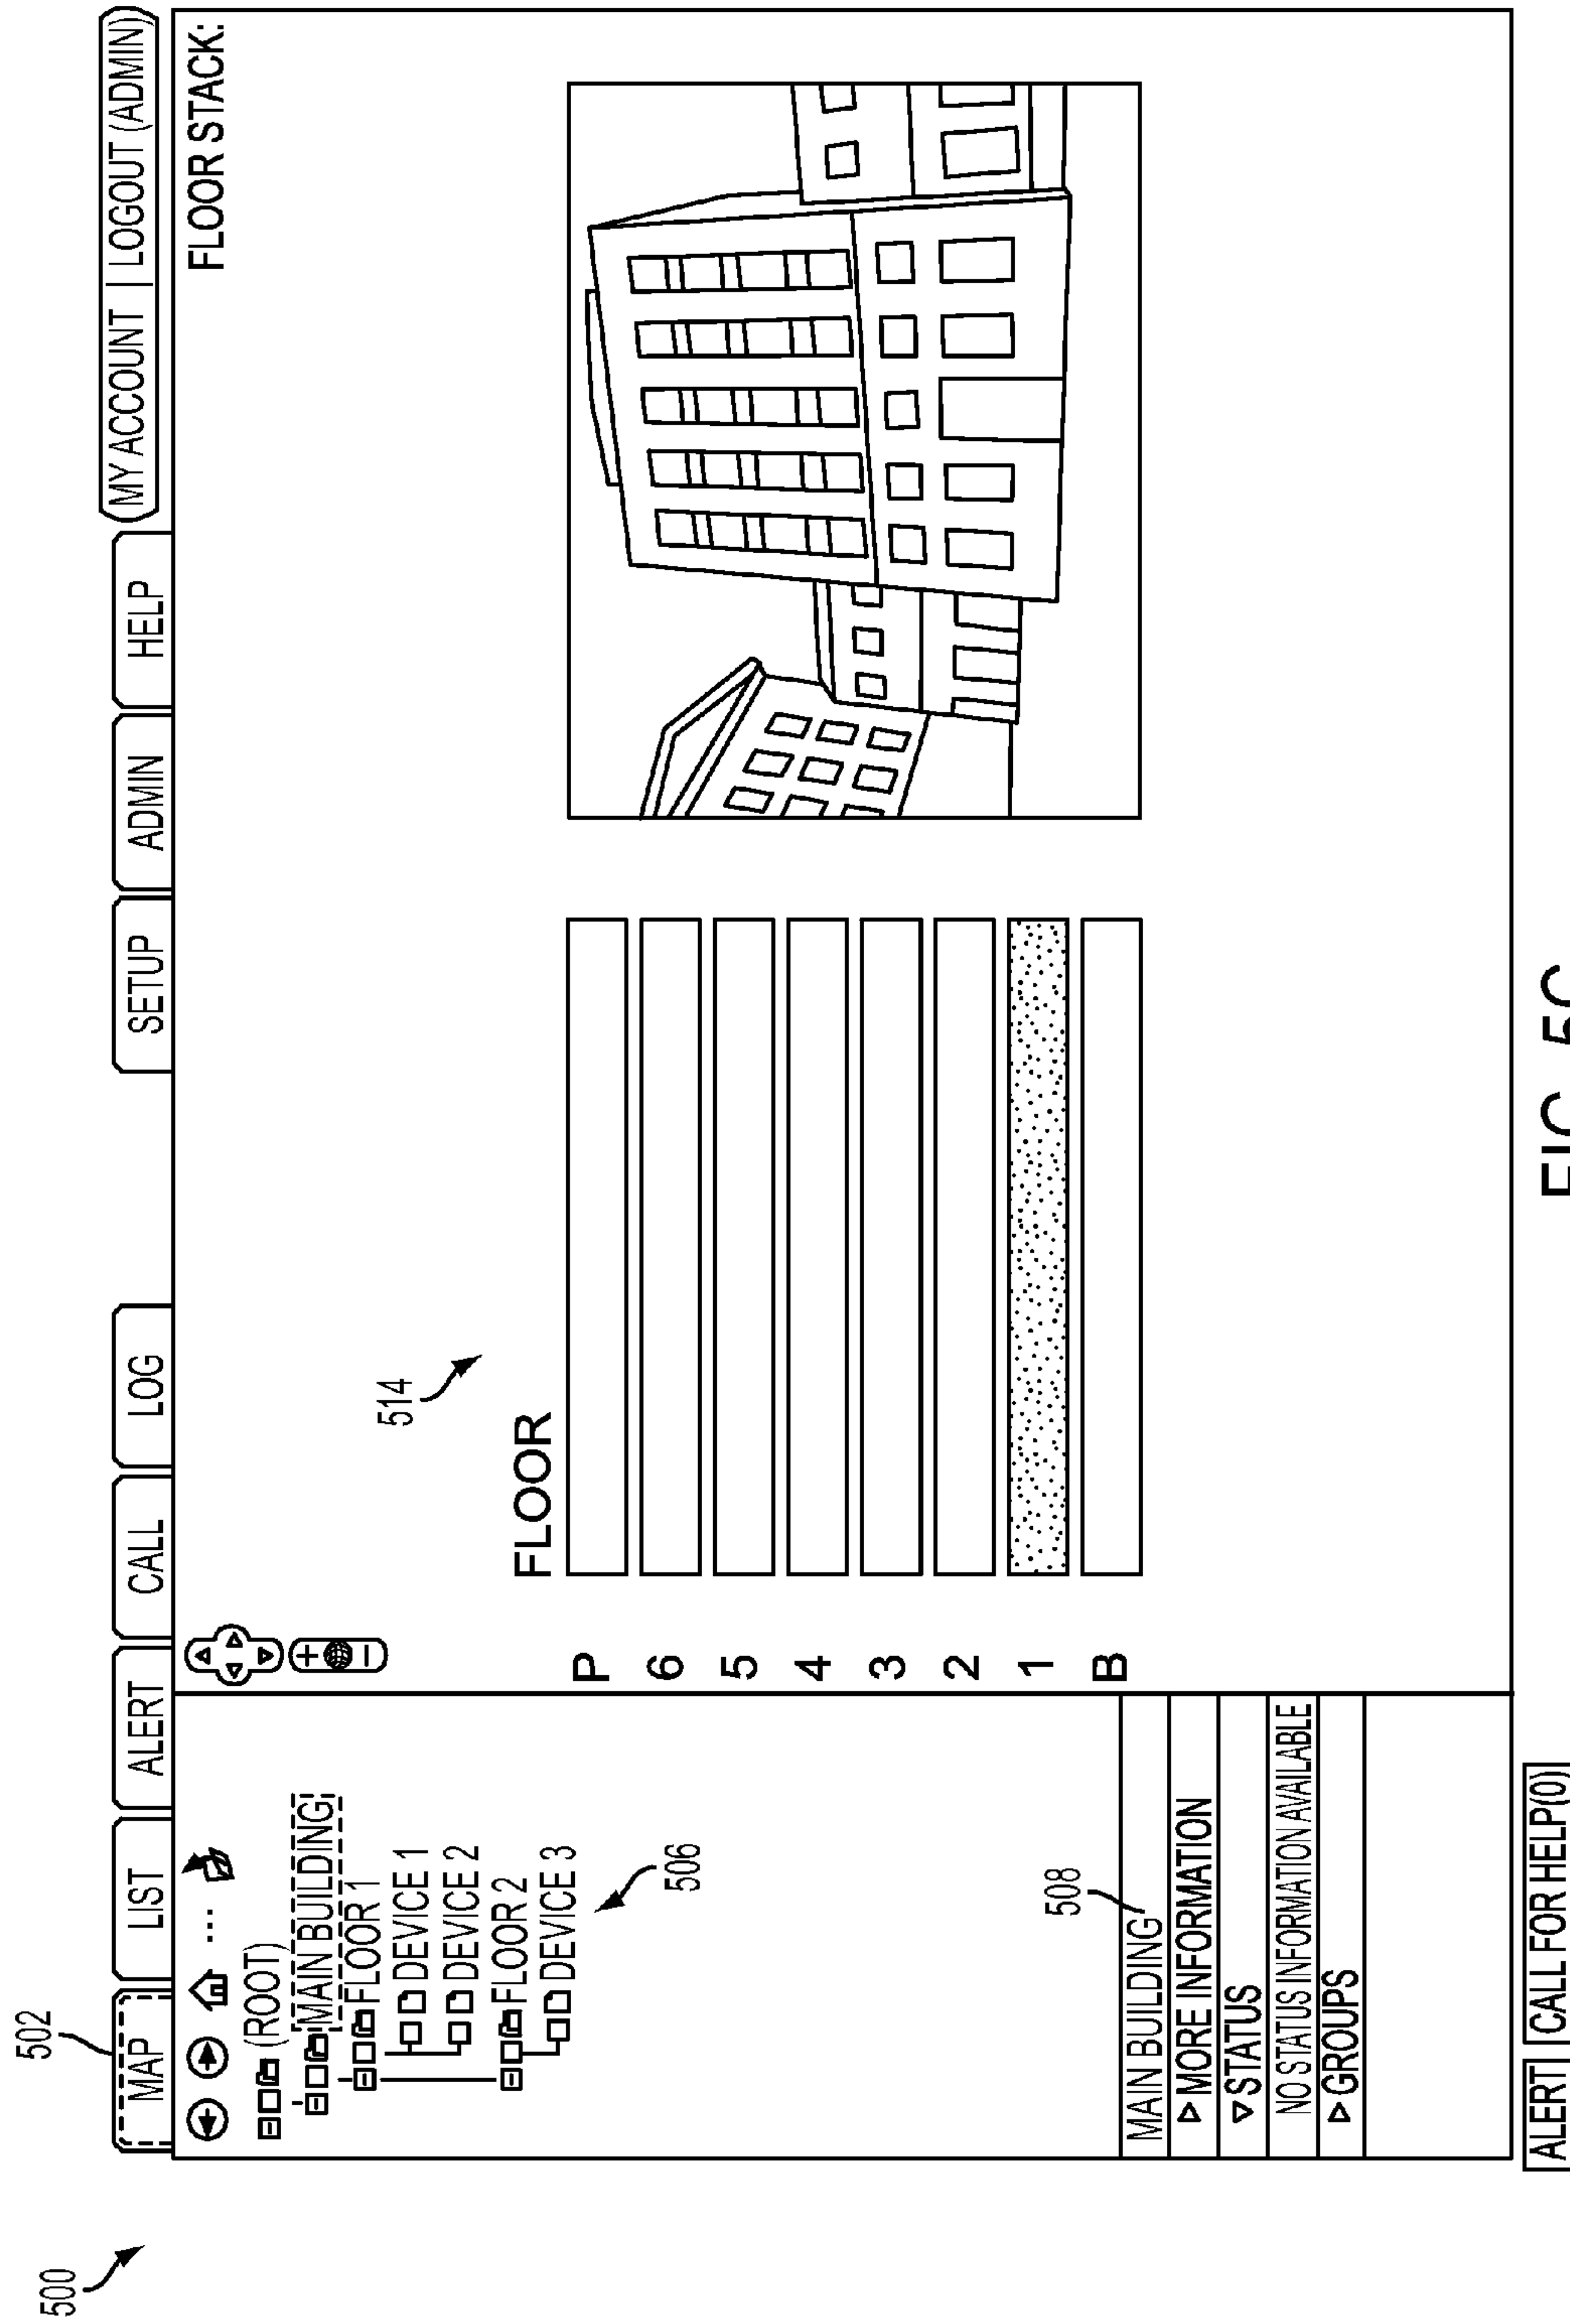 500
502
MAP LIST ALERT CALL LOG SETUP ADMIN HELP MY ACCOUNT | LOGOUT (ADMIN)
...
FLOOR STACK:
(ROOT)
MAIN BUILDING
FLOOR 1
DEVICE 1
DEVICE 2
FLOOR 2
DEVICE 3
506
514
FLOOR
P
6
5
4
3
2
1
B
508
MAIN BUILDING
MORE INFORMATION
STATUS
NO STATUS INFORMATION AVAILABLE
GROUPS
ALERT CALL FOR HELP(0)
FIG. 5C